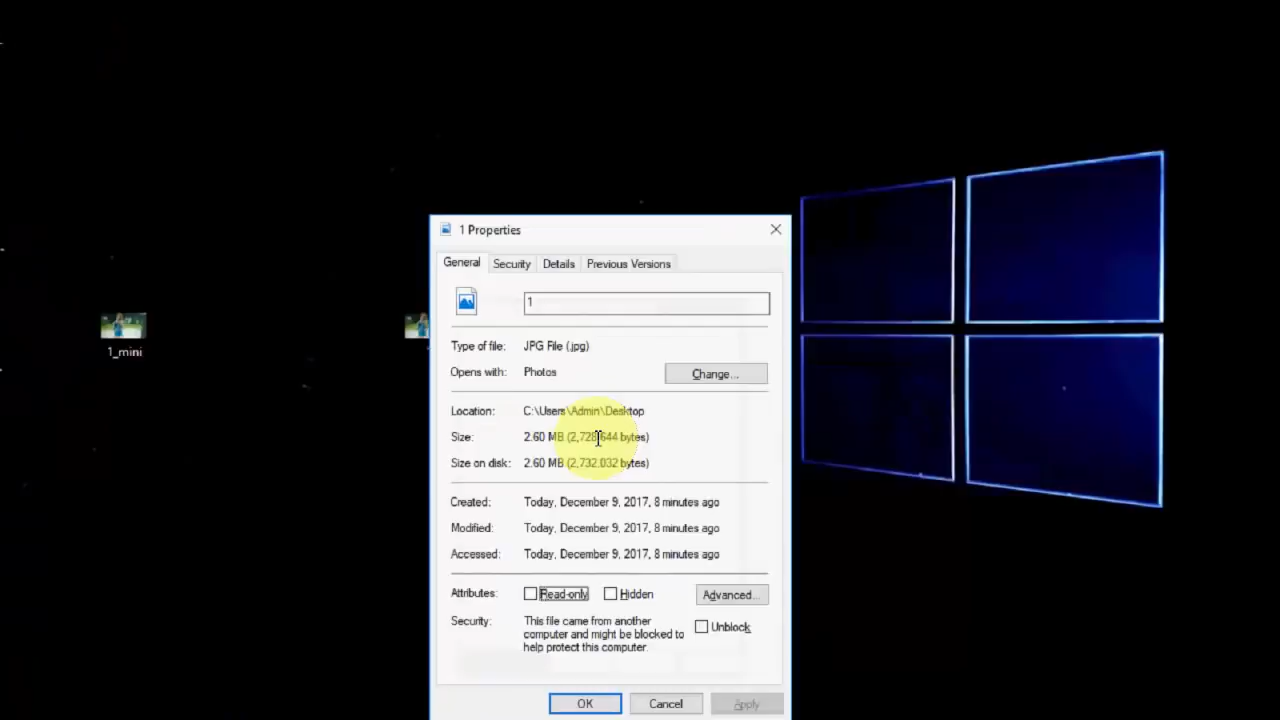 1 Properties
General Security Details Previous Versions
1
Type of file: JPG File (.jpg)
Opens with: Photos Change...
Location: C:\Users\Admin\Desktop
Size: 2.60 MB (2,728,644 bytes)
Size on disk: 2.60 MB (2,732,032 bytes)
Created: Today, December 9, 2017, 8 minutes ago
Modified: Today, December 9, 2017, 8 minutes ago
Accessed: Today, December 9, 2017, 8 minutes ago
Attributes: Read-only Hidden Advanced...
Security: This file came from another
computer and might be blocked to
help protect this computer.
Unblock
OK Cancel Apply
1_mini